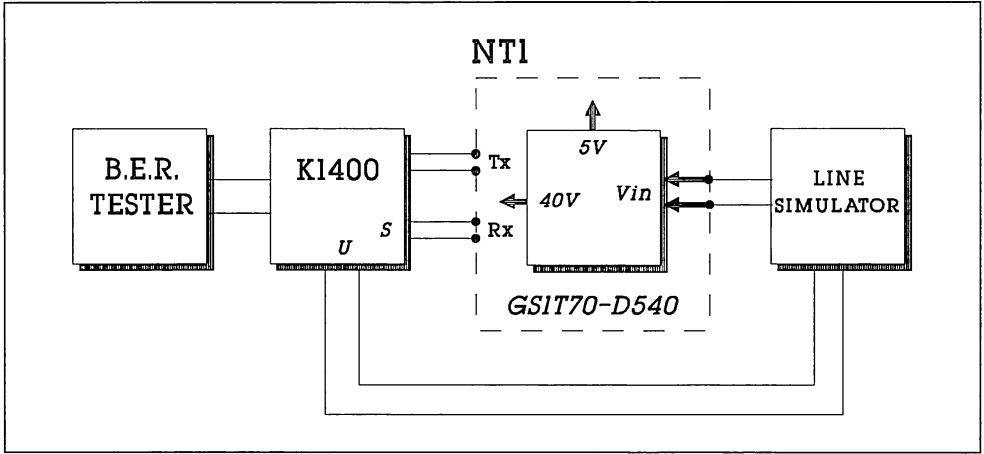 NT1
B.E.R.
TESTER
K1400
S
U
Tx
Rx
5V
40V
Vin
GS1T70-D540
LINE
SIMULATOR